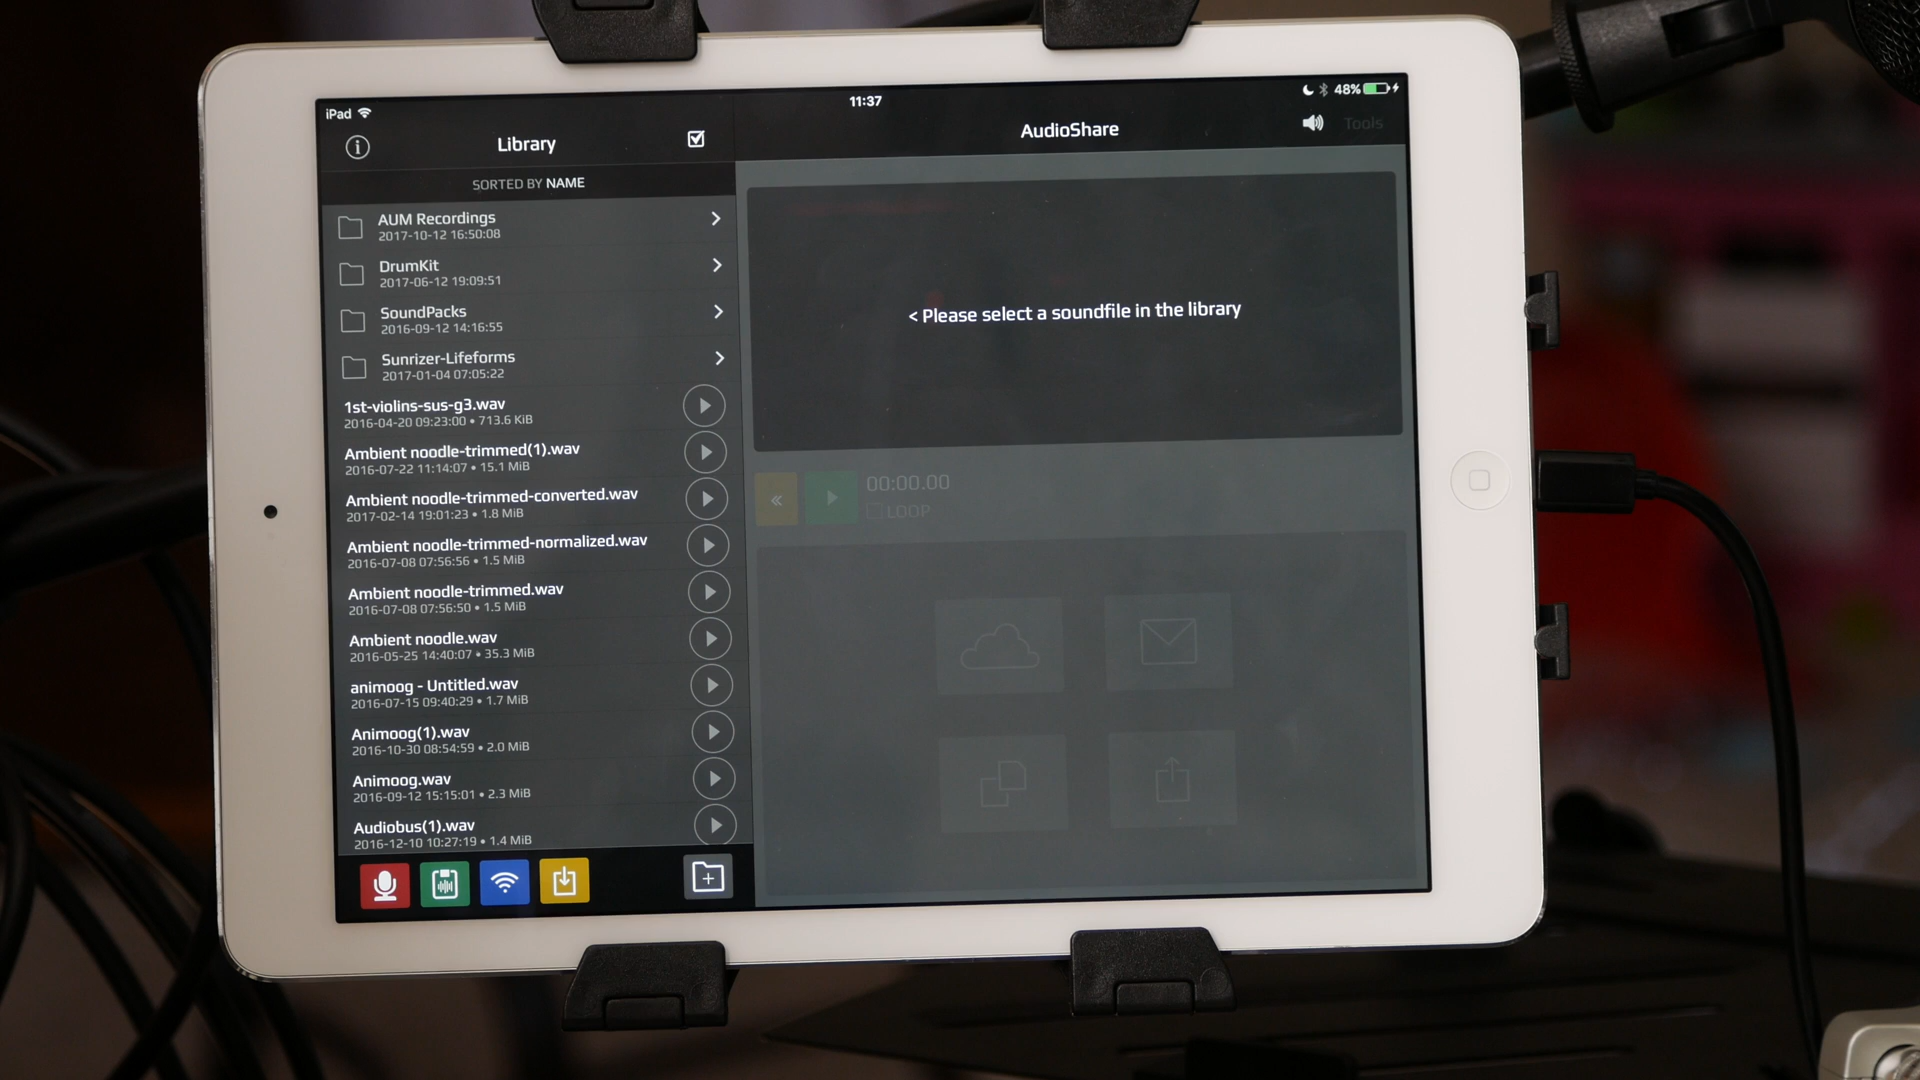 iPad
11:37
48%
Library
AudioShare
Tools
SORTED BY NAME
AUM Recordings
2017-10-12 16:50:08
DrumKit
2017-06-12 19:09:51
SoundPacks
2016-09-12 14:16:55
Sunrizer-Lifeforms
2017-01-04 07:05:22
1st-violins-sus-g3.wav
2016-04-20 09:23:00 • 713.6 KiB
Ambient noodle-trimmed(1).wav
2016-07-22 11:14:07 • 15.1 MiB
Ambient noodle-trimmed-converted.wav
2017-02-14 19:01:23 • 1.8 MiB
Ambient noodle-trimmed-normalized.wav
2016-07-08 07:56:56 • 1.5 MiB
Ambient noodle-trimmed.wav
2016-07-08 07:56:50 • 1.5 MiB
Ambient noodle.wav
2016-05-25 14:40:07 • 35.3 MiB
animoog - Untitled.wav
2016-07-15 09:40:29 • 1.7 MiB
Animoog(1).wav
2016-10-30 08:54:59 • 2.0 MiB
Animoog.wav
2016-09-12 15:15:01 • 2.3 MiB
Audiobus(1).wav
2016-12-10 10:27:19 • 1.4 MiB
< Please select a soundfile in the library
00:00.00
LOOP